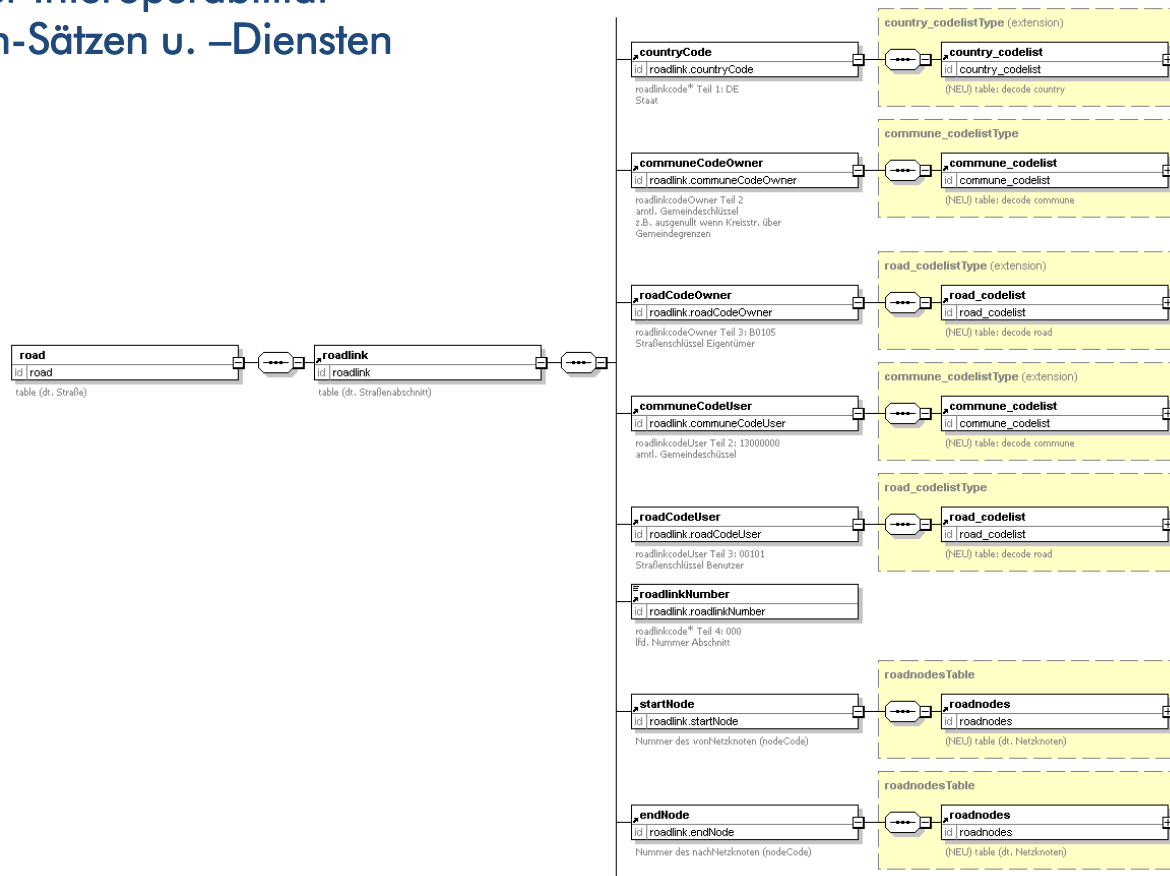 r Interoperabilität
n-Sätzen u. –Diensten
road
id road
table (dt. Straße)
roadlink
id roadlink
table (dt. Straßenabschnitt)
countryCode
id roadlink.countryCode
roadlinkcode* Teil 1: DE
Staat
country_codelistType (extension)
country_codelist
id country_codelist
(NEU) table: decode country
communeCodeOwner
id roadlink.communeCodeOwner
roadlinkcodeOwner Teil 2
amtl. Gemeindeschlüssel
z.B. ausgenullt wenn Kreisstr. über
Gemeindegrenzen
commune_codelistType
commune_codelist
id commune_codelist
(NEU) table: decode commune
roadCodeOwner
id roadlink.roadCodeOwner
roadlinkcodeOwner Teil 3: B0105
Straßenschlüssel Eigentümer
road_codelistType (extension)
road_codelist
id road_codelist
(NEU) table: decode road
communeCodeUser
id roadlink.communeCodeUser
roadlinkcodeUser Teil 2: 13000000
amtl. Gemeindeschüssel
commune_codelistType (extension)
commune_codelist
id commune_codelist
(NEU) table: decode commune
roadCodeUser
id roadlink.roadCodeUser
roadlinkcodeUser Teil 3: 00101
Straßenschlüssel Benutzer
road_codelistType
road_codelist
id road_codelist
(NEU) table: decode road
roadlinkNumber
id roadlink.roadlinkNumber
roadlinkcode* Teil 4: 000
lfd. Nummer Abschnitt
startNode
id roadlink.startNode
Nummer des vonNetzknoten (nodeCode)
roadnodesTable
roadnodes
id roadnodes
(NEU) table (dt. Netzknoten)
endNode
id roadlink.endNode
Nummer des nachNetzknoten (nodeCode)
roadnodesTable
roadnodes
id roadnodes
(NEU) table (dt. Netzknoten)